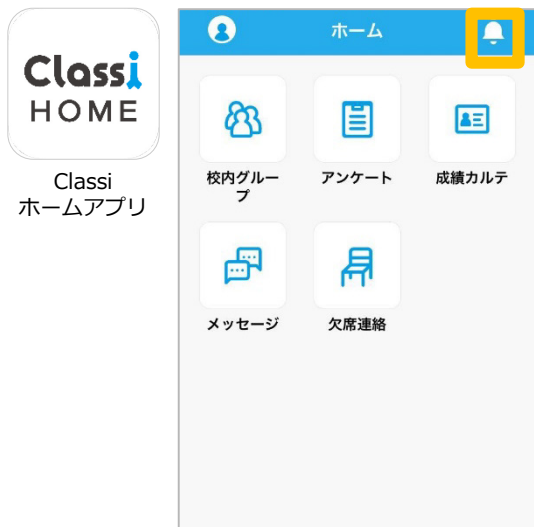 Classi
HOME
Classi
ホームアプリ
ホーム
校内グルー
プ
アンケート
成績カルテ
メッセージ
欠席連絡